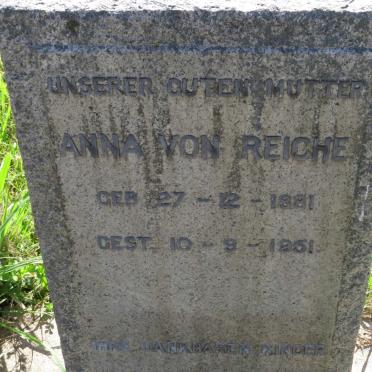 UNSERER GUTEN MUTTER
ANNA VON REICHE
GEB. 27 - 12 - 1881
GEST. 10 - 9 - 1951
IHRE DANKBAREN KINDER